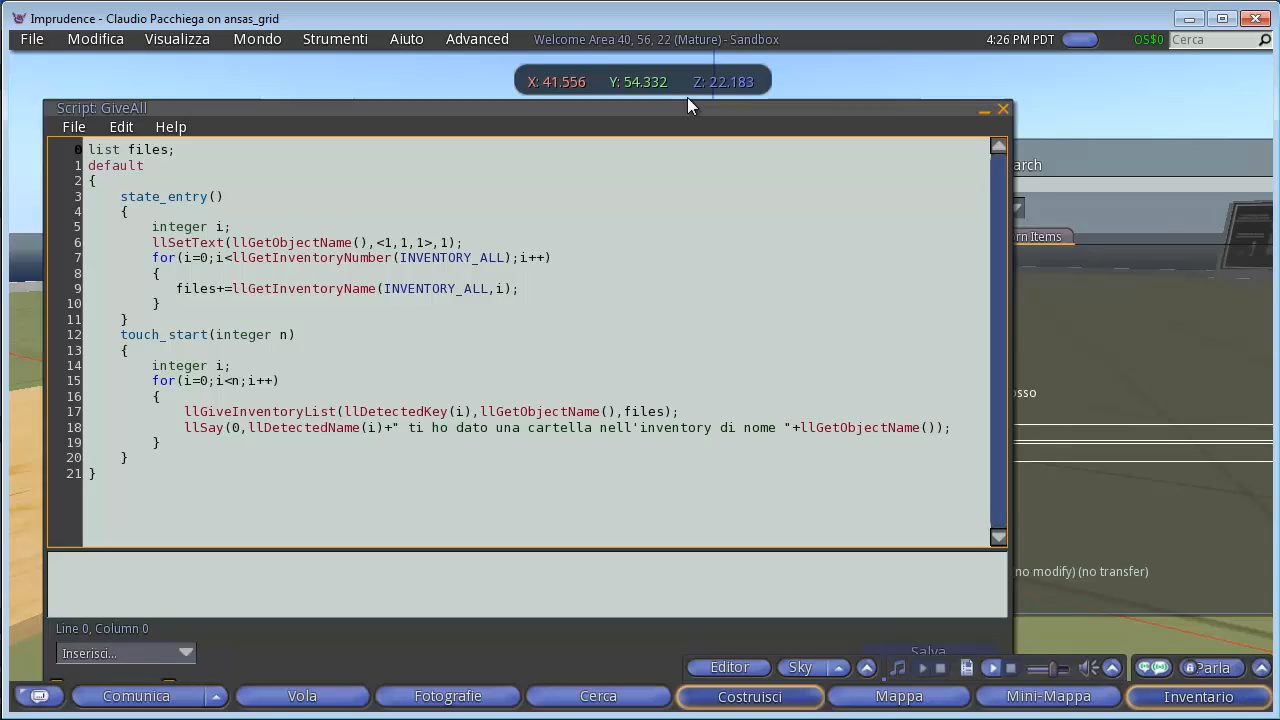 Imprudence - Claudio Pacchiega on ansas_grid
File Modifica Visualizza Mondo Strumenti Aiuto Advanced Welcome Area 40, 56, 22 (Mature) - Sandbox 4:26 PM PDT OS$0 Cerca
X: 41.556 Y: 54.332 Z: 22.183
Script: GiveAll
File Edit Help
0 list files;
1 default
2 {
3 state_entry()
4 {
5 integer i;
6 llSetText(llGetObjectName(),<1,1,1>,1);
7 for(i=0;i<llGetInventoryNumber(INVENTORY_ALL);i++)
8 {
9 files+=llGetInventoryName(INVENTORY_ALL,i);
10 }
11 }
12 touch_start(integer n)
13 {
14 integer i;
15 for(i=0;i<n;i++)
16 {
17 llGiveInventoryList(llDetectedKey(i),llGetObjectName(),files);
18 llSay(0,llDetectedName(i)+" ti ho dato una cartella nell'inventory di nome "+llGetObjectName());
19 }
20 }
21 }
arch
rn Items
osso
no modify) (no transfer)
Line 0, Column 0
Inserisci...
Salva
Editor Sky Parla
Comunica Vola Fotografie Cerca Costruisci Mappa Mini-Mappa Inventario